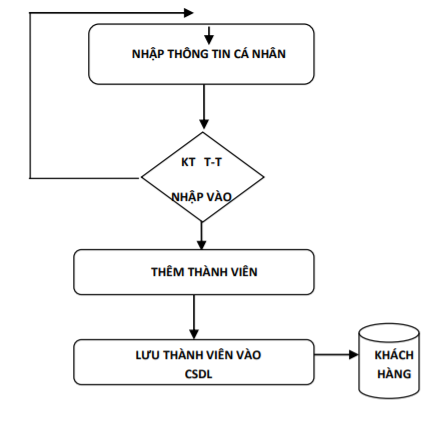 NHẬP THÔNG TIN CÁ NHÂN
KT T-T
NHẬP VÀO
THÊM THÀNH VIÊN
LƯU THÀNH VIÊN VÀO
CSDL
KHÁCH
HÀNG